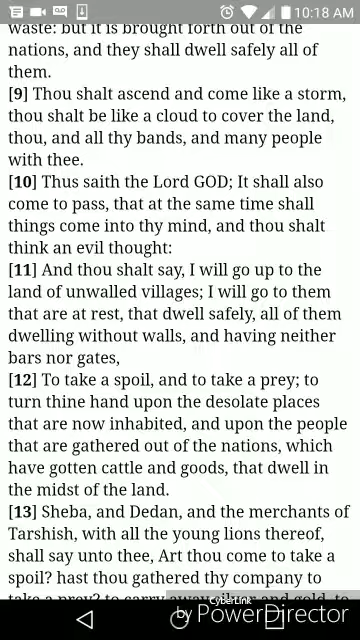 10:18 AM
waste: but it is brought forth out of the
nations, and they shall dwell safely all of
them.
[9] Thou shalt ascend and come like a storm,
thou shalt be like a cloud to cover the land,
thou, and all thy bands, and many people
with thee.
[10] Thus saith the Lord GOD; It shall also
come to pass, that at the same time shall
things come into thy mind, and thou shalt
think an evil thought:
[11] And thou shalt say, I will go up to the
land of unwalled villages; I will go to them
that are at rest, that dwell safely, all of them
dwelling without walls, and having neither
bars nor gates,
[12] To take a spoil, and to take a prey; to
turn thine hand upon the desolate places
that are now inhabited, and upon the people
that are gathered out of the nations, which
have gotten cattle and goods, that dwell in
the midst of the land.
[13] Sheba, and Dedan, and the merchants of
Tarshish, with all the young lions thereof,
shall say unto thee, Art thou come to take a
spoil? hast thou gathered thy company to
take a prey? to carry away silver and gold, to
CyberLink
by PowerDirector